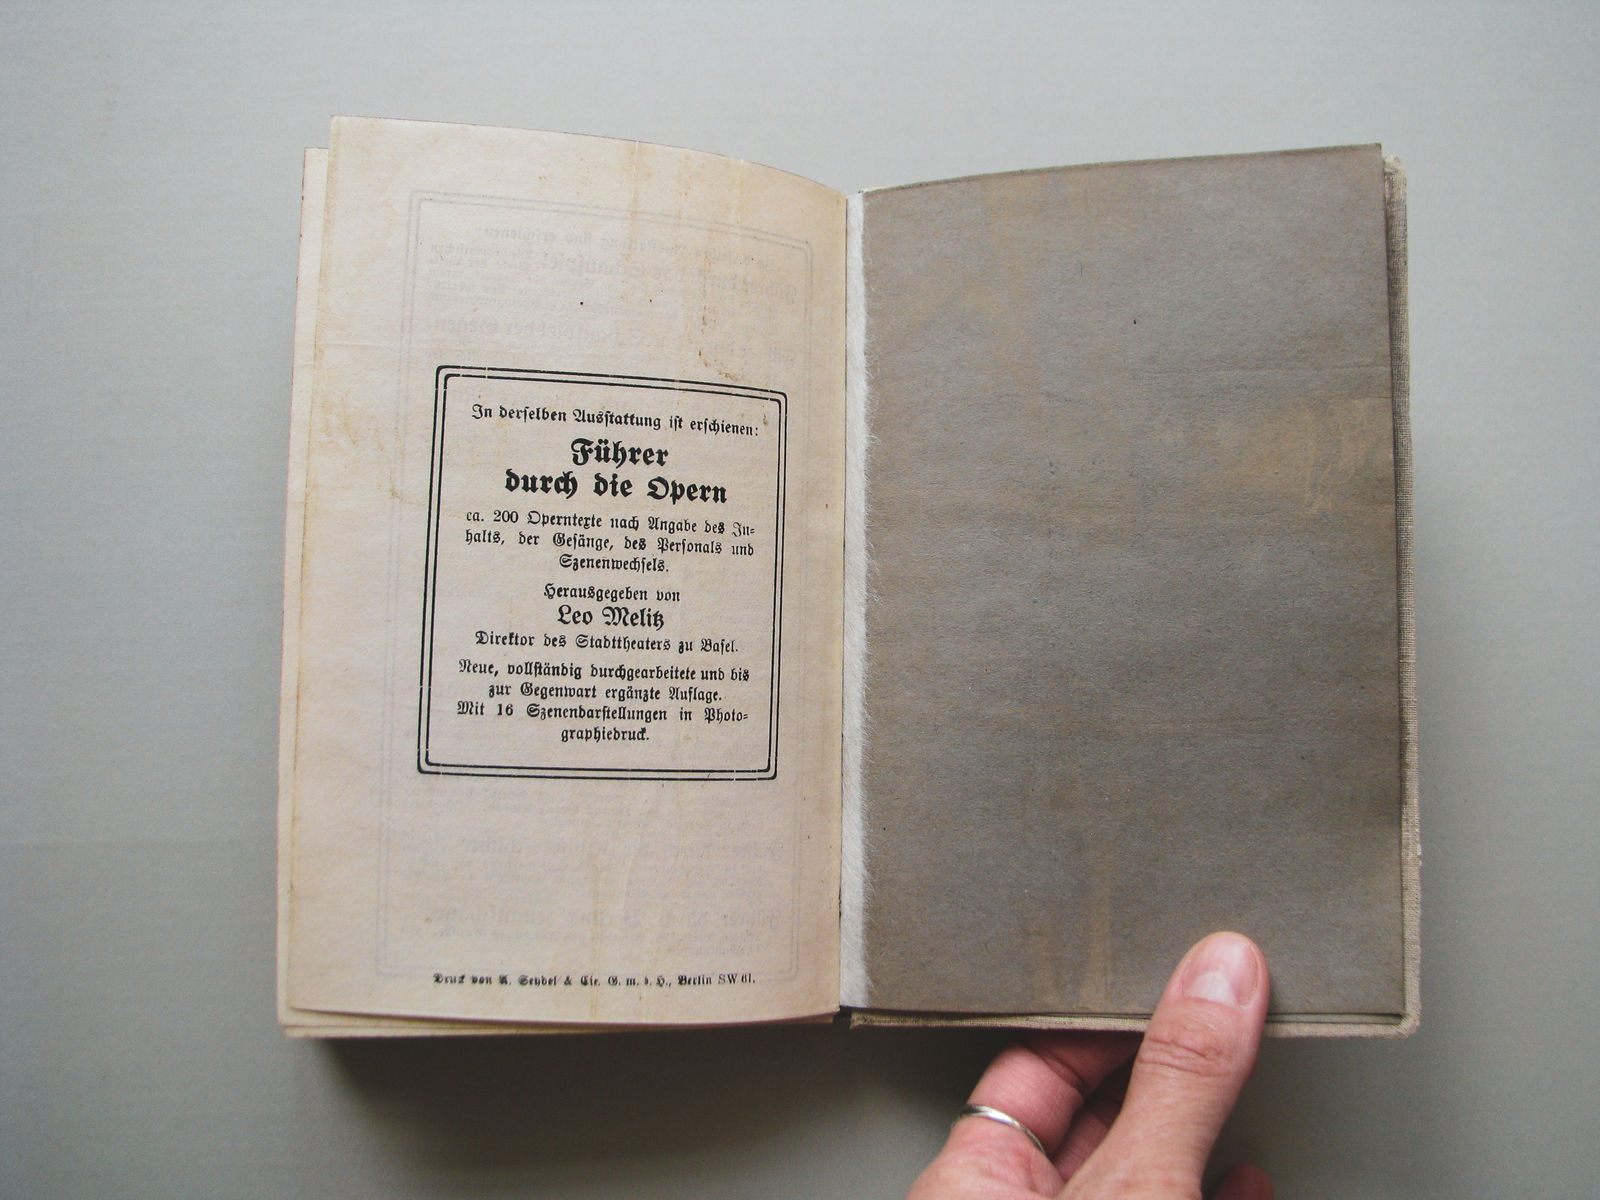 In derselben Ausstattung ist erschienen:
Führer
durch die Opern
ca. 200 Operntexte nach Angabe des In-
halts, der Gesänge, des Personals und
Szenenwechsels.
Herausgegeben von
Leo Melitz
Direktor des Stadttheaters zu Basel.
Neue, vollständig durchgearbeitete und bis
zur Gegenwart ergänzte Auflage.
Mit 16 Szenendarstellungen in Photo-
graphiedruck.
Druck von A. Seydel & Cie. G. m. b. H., Berlin SW 61.